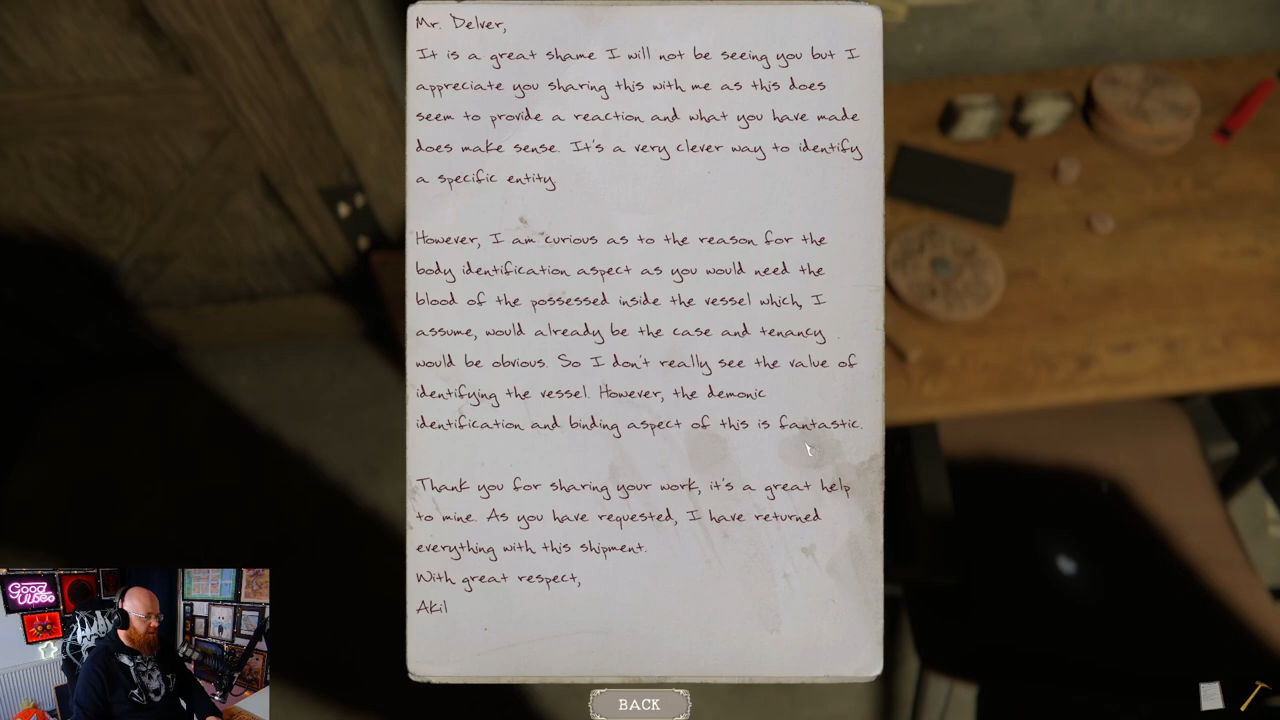 Mr. Delver,
It is a great shame I will not be seeing you but I
appreciate you sharing this with me as this does
seem to provide a reaction and what you have made
does make sense. It's a very clever way to identify
a specific entity
However, I am curious as to the reason for the
body identification aspect as you would need the
blood of the possessed inside the vessel which, I
assume, would already be the case and tenancy
would be obvious. So I don't really see the value of
identifying the vessel. However, the demonic
identification and binding aspect of this is fantastic.
Thank you for sharing your work, it's a great help
to mine. As you have requested, I have returned
everything with this shipment.
With great respect,
Akil
Good
Vibes
BACK